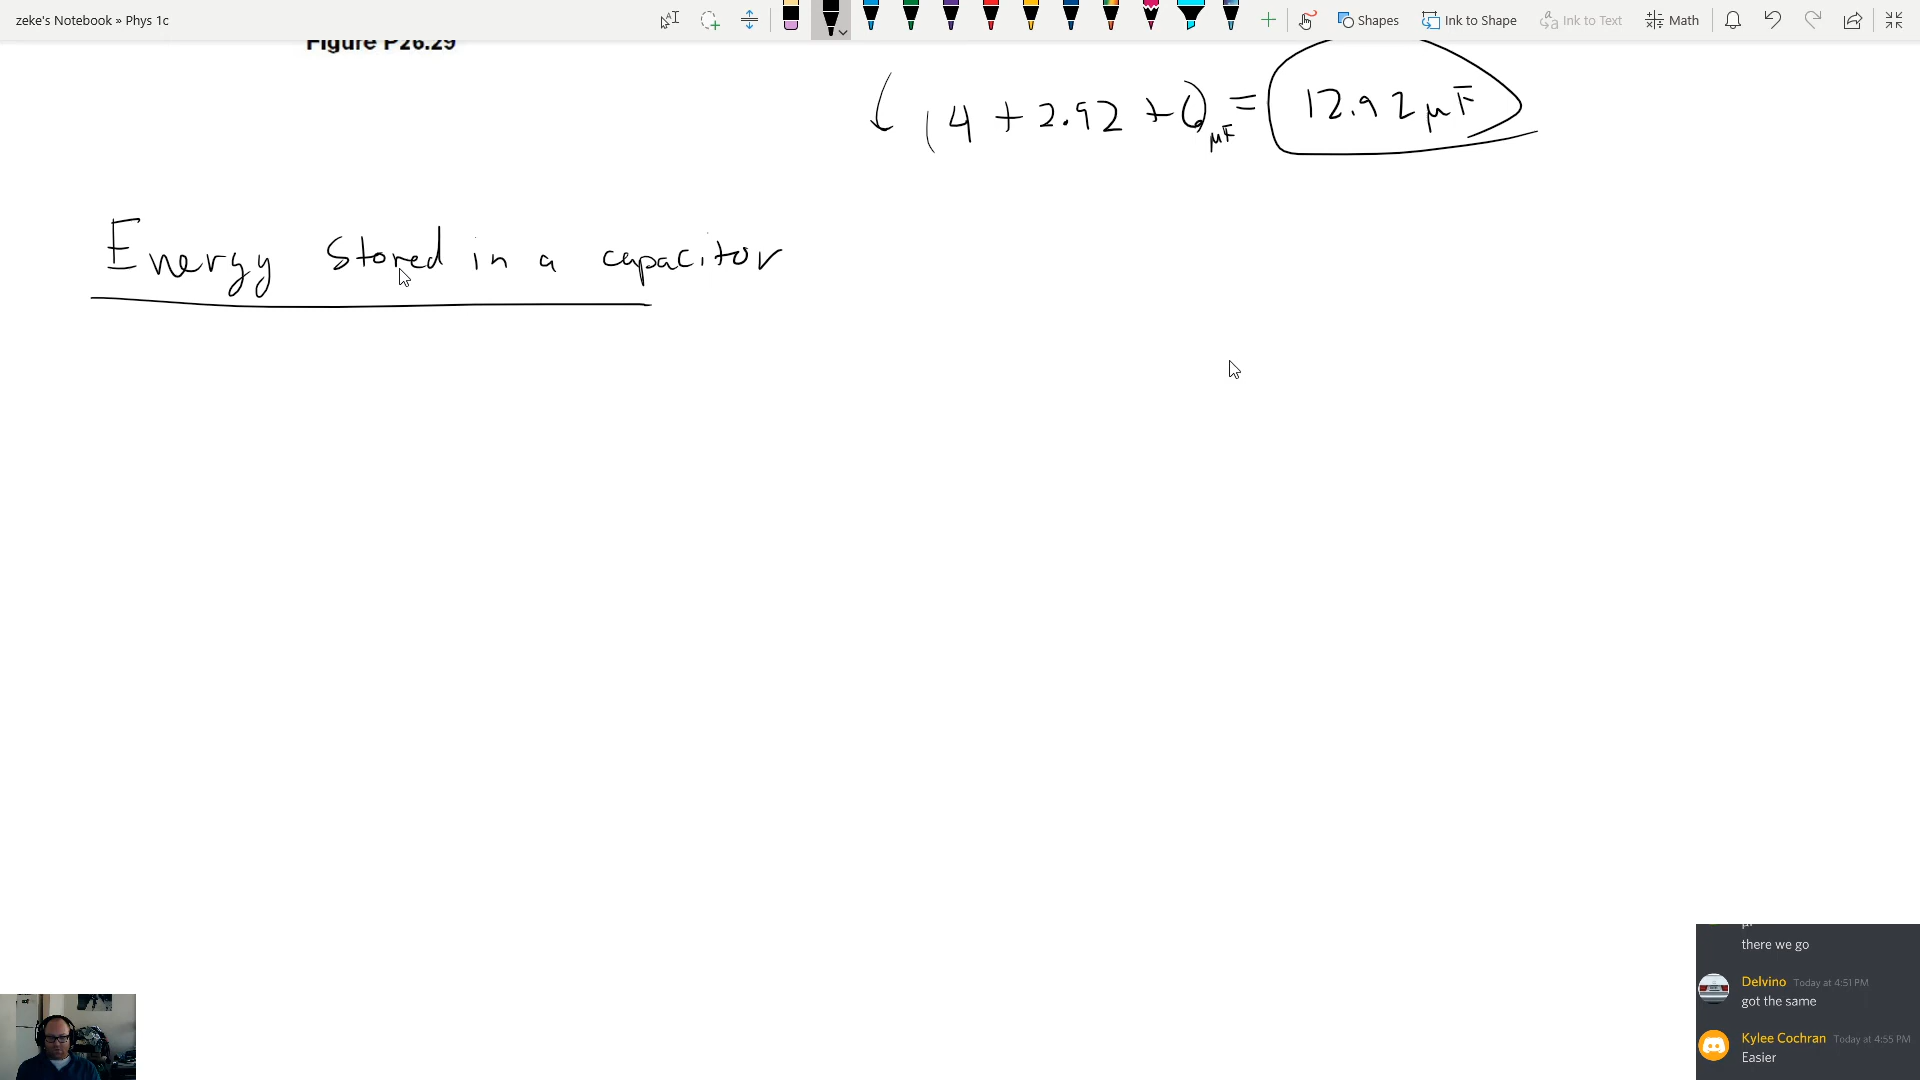 zeke's Notebook » Phys 1c
Shapes
Ink to Shape
Ink to Text
Math
Figure P26.29
(4 + 2.92 + 6) μF = 12.92 μF
Energy stored in a capacitor
there we go
Delvino Today at 4:51 PM
got the same
Kylee Cochran Today at 4:55 PM
Easier